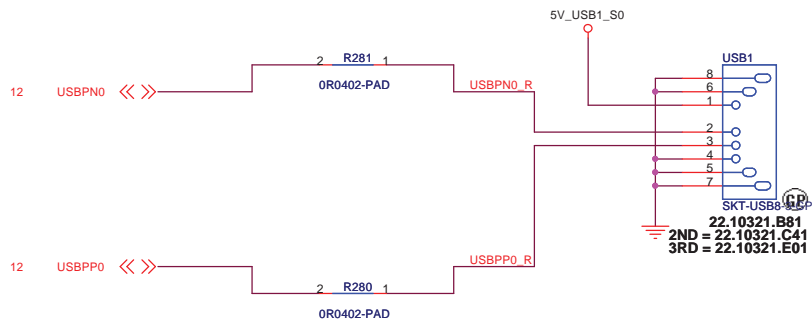 5V_USB1_S0
2 R281 1
0R0402-PAD
12 USBPN0
USBPN0_R
USB1
8
6
1
2
3
4
5
7
SKT-USB8-
GP
22.10321.B81
2ND = 22.10321.C41
3RD = 22.10321.E01
12 USBPP0
USBPP0_R
2 R280 1
0R0402-PAD